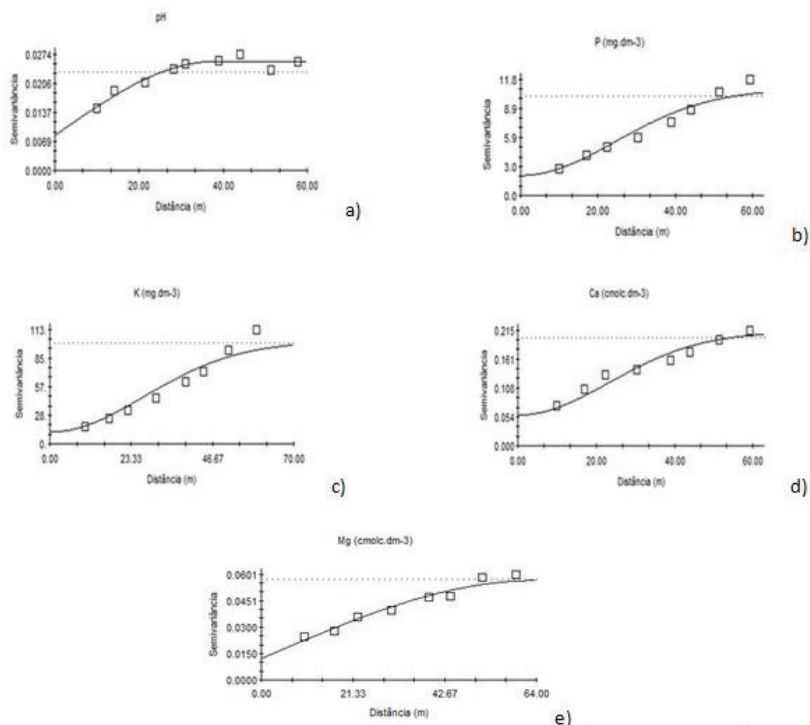 pH
Semivariância
0.0274
0.0206
0.0137
0.0069
0.0000
0.00 20.00 40.00 60.00
Distância (m)
a)
P (mg.dm-3)
Semivariância
11.8
8.9
5.9
3.0
0.0
0.00 20.00 40.00 60.00
Distância (m)
b)
K (mg.dm-3)
Semivariância
113.
85.
57.
28.
0.
0.00 23.33 46.67 70.00
Distância (m)
c)
Ca (cmolc.dm-3)
Semivariância
0.215
0.161
0.108
0.054
0.000
0.00 20.00 40.00 60.00
Distância (m)
d)
Mg (cmolc.dm-3)
Semivariância
0.0601
0.0451
0.0300
0.0150
0.0000
0.00 21.33 42.67 64.00
Distância (m)
e)